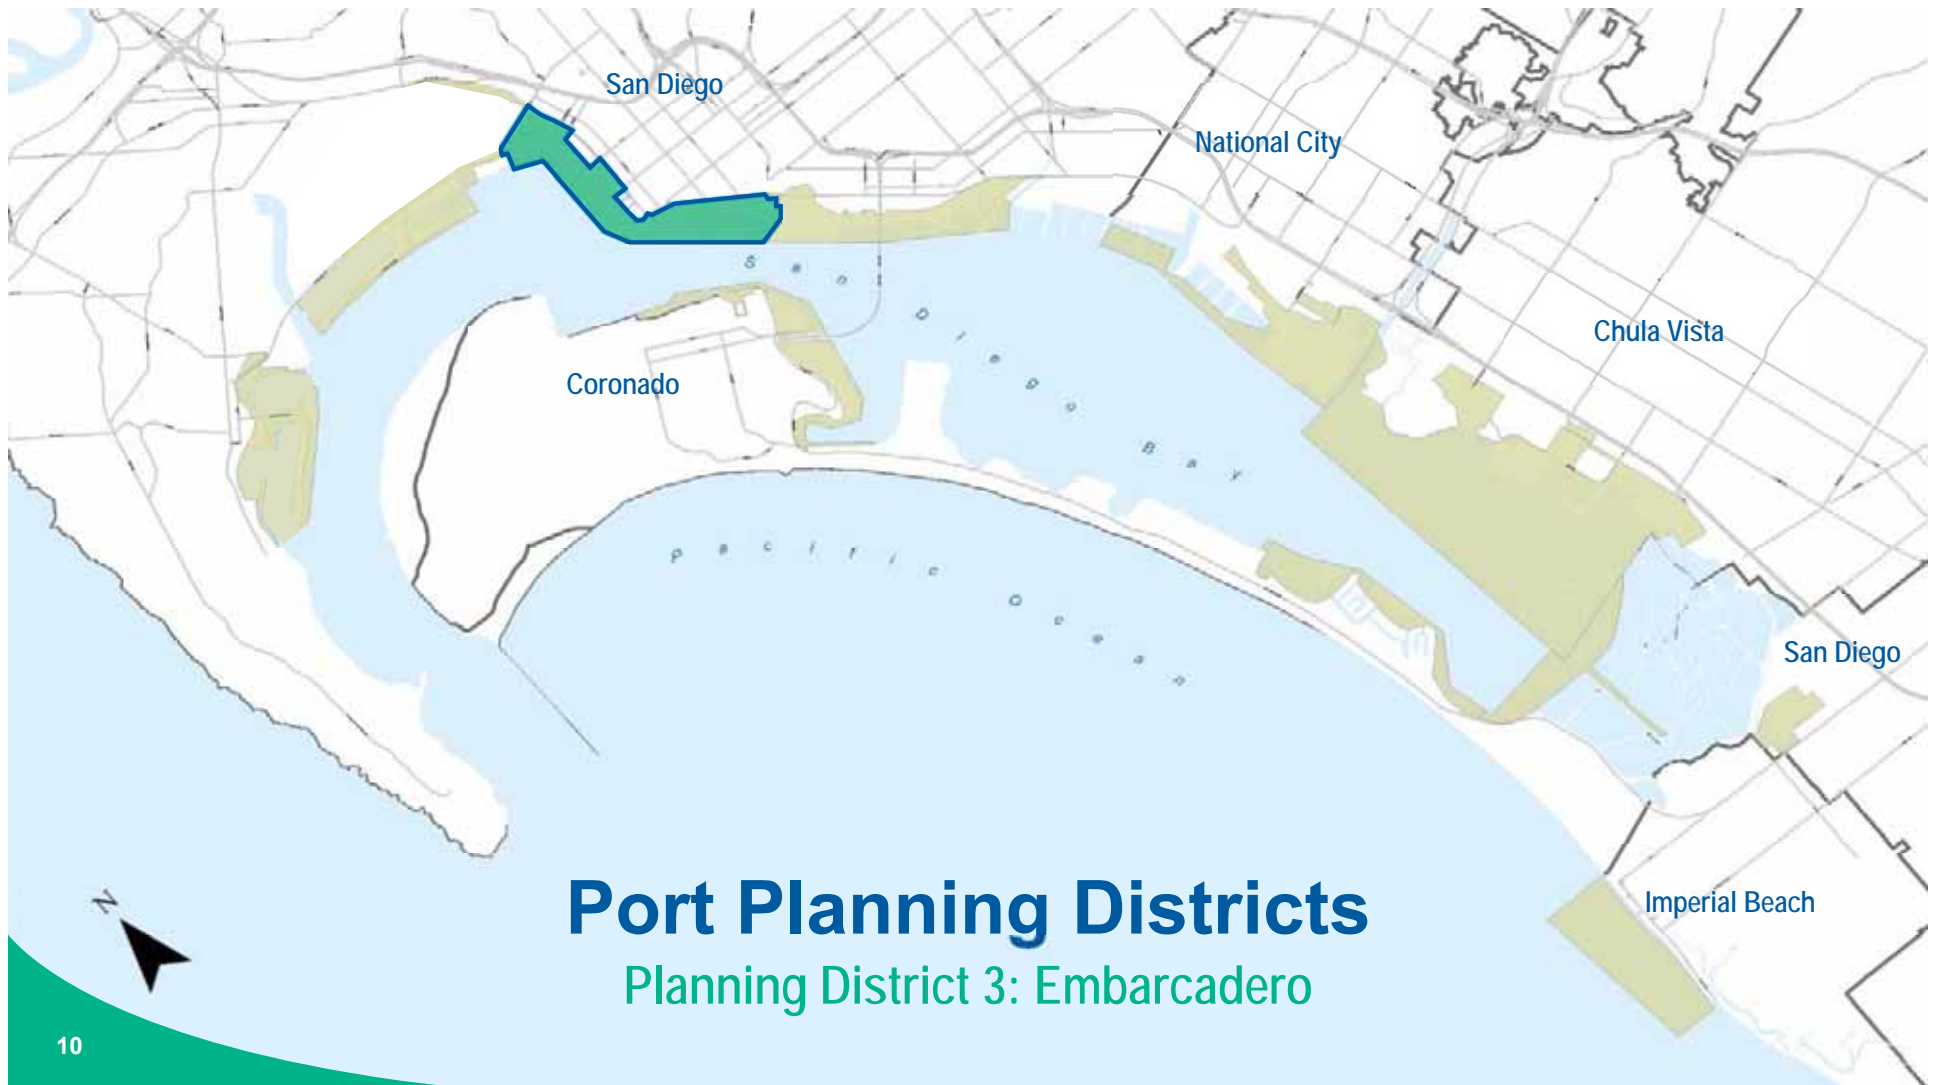 San Diego
National City
Chula Vista
Coronado
San Diego Bay
Pacific Ocean
San Diego
Imperial Beach
N
Port Planning Districts
Planning District 3: Embarcadero
10